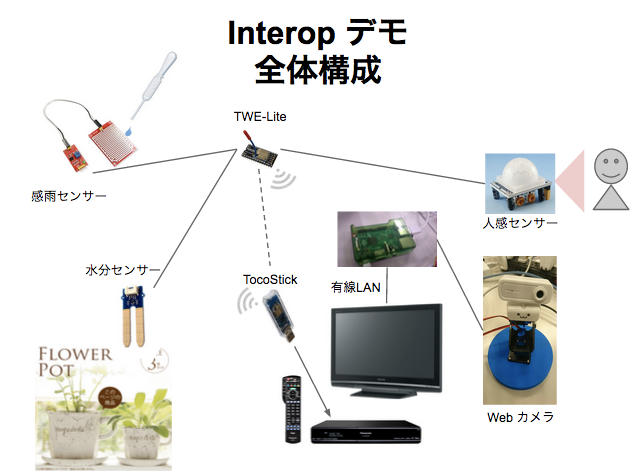 Interop デモ
全体構成
TWE-Lite
感雨センサー
人感センサー
水分センサー
TocoStick
有線LAN
FLOWER
POT
Web カメラ